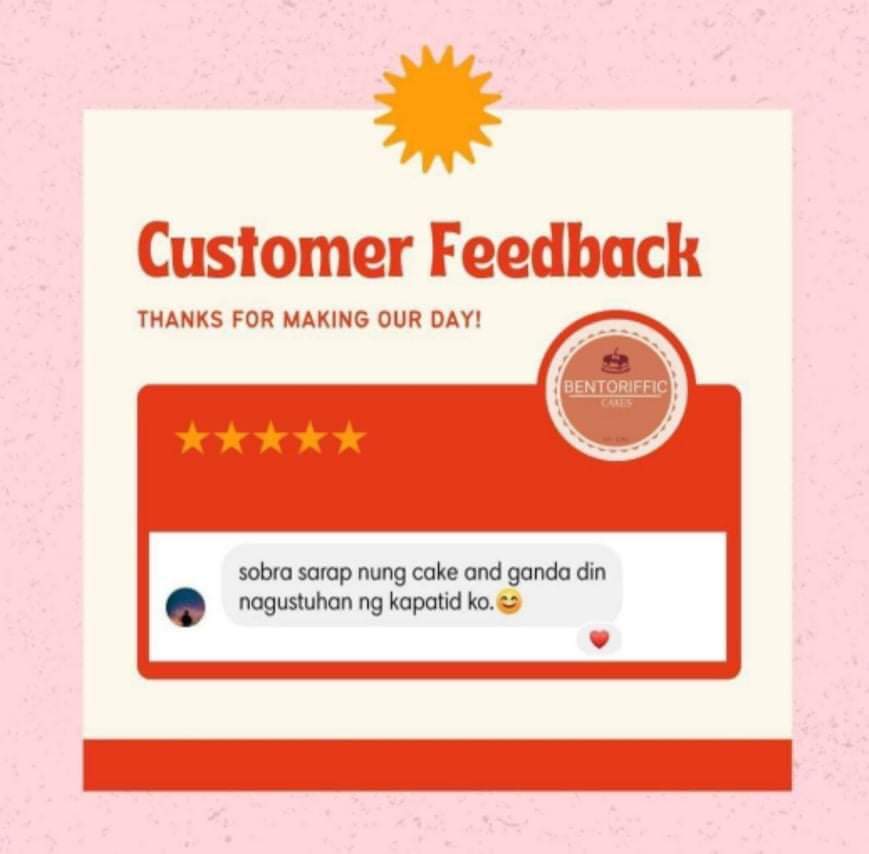 Customer Feedback
THANKS FOR MAKING OUR DAY!
BENTORIFFIC
CAKES
sobra sarap nung cake and ganda din
nagustuhan ng kapatid ko.😊